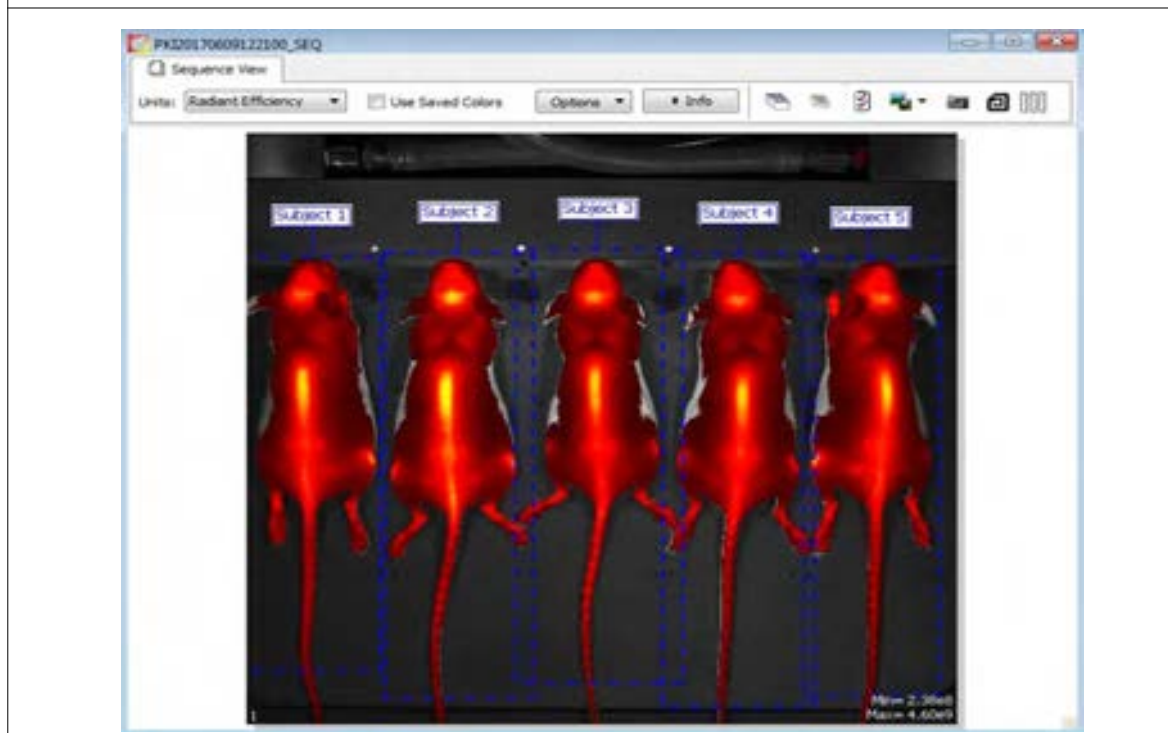 PKI20170609122100_SEQ
Sequence View
Units: Radiant Efficiency Use Saved Colors Options Info
Subject 1 Subject 2 Subject 3 Subject 4 Subject 5
Min= 2.38e8
Max= 4.60e9
1